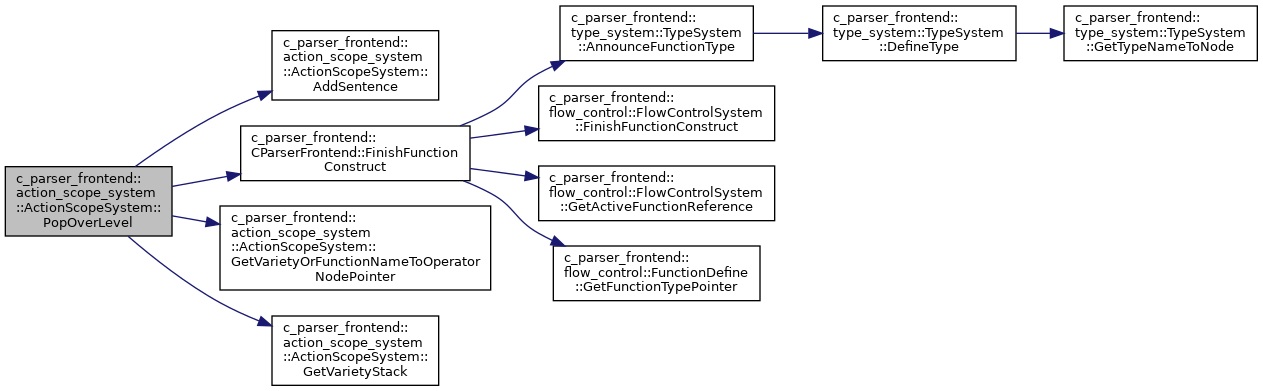 c_parser_frontend::
action_scope_system
::ActionScopeSystem::
PopOverLevel
c_parser_frontend::
action_scope_system
::ActionScopeSystem::
AddSentence
c_parser_frontend::
CParserFrontend::FinishFunction
Construct
c_parser_frontend::
type_system::TypeSystem
::AnnounceFunctionType
c_parser_frontend::
type_system::TypeSystem
::DefineType
c_parser_frontend::
type_system::TypeSystem
::GetTypeNameToNode
c_parser_frontend::
flow_control::FlowControlSystem
::FinishFunctionConstruct
c_parser_frontend::
flow_control::FlowControlSystem
::GetActiveFunctionReference
c_parser_frontend::
flow_control::FunctionDefine
::GetFunctionTypePointer
c_parser_frontend::
action_scope_system
::ActionScopeSystem::
GetVarietyOrFunctionNameToOperator
NodePointer
c_parser_frontend::
action_scope_system
::ActionScopeSystem::
GetVarietyStack